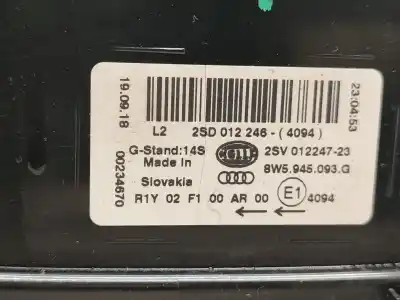 19.09.18
00234670
L2 2SD 012 246-(4094)
G-Stand:14S
Made In
Slovakia
HELLA
2SV 012247-23
8W5.945.093.G
R1Y 02 F1 00 AR 00 E1 4094
23:04:53